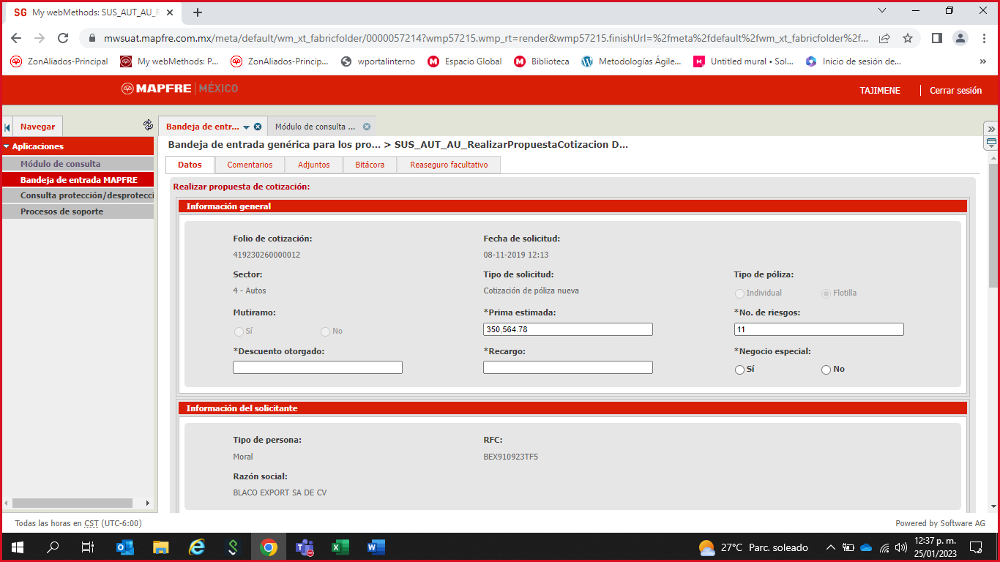 SG My webMethods: SUS_AUT_AU_R
mwsuat.mapfre.com.mx/meta/default/wm_xt_fabricfolder/0000057214?wmp57215.wmp_rt=render&wmp57215.finishUrl=%2fmeta%2fdefault%2fwm_xt_fabricfolder%2f...
ZonAliados-Principal My webMethods: P... ZonAliados-Principa... wportalinterno Espacio Global Biblioteca Metodologías Ágile... Untitled mural • Sol... Inicio de sesión de...
MAPFRE | MÉXICO TAJIMENE Cerrar sesión
Navegar Bandeja de entr... Módulo de consulta ...
Aplicaciones
Módulo de consulta
Bandeja de entrada MAPFRE
Consulta protección/desprotecci
Procesos de soporte
Bandeja de entrada genérica para los pro... > SUS_AUT_AU_RealizarPropuestaCotizacion D...
Datos Comentarios Adjuntos Bitácora Reaseguro facultativo
Realizar propuesta de cotización:
Información general
Folio de cotización: Fecha de solicitud:
419230260000012 08-11-2019 12:13
Sector: Tipo de solicitud: Tipo de póliza:
4 - Autos Cotización de póliza nueva Individual Flotilla
Mutiramo: *Prima estimada: *No. de riesgos:
Sí No 350,564.78 11
*Descuento otorgado: *Recargo: *Negocio especial:
Sí No
Información del solicitante
Tipo de persona: RFC:
Moral BEX910923TF5
Razón social:
BLACO EXPORT SA DE CV
Todas las horas en CST (UTC-6:00) Powered by Software AG
27°C Parc. soleado 12:37 p. m.
25/01/2023